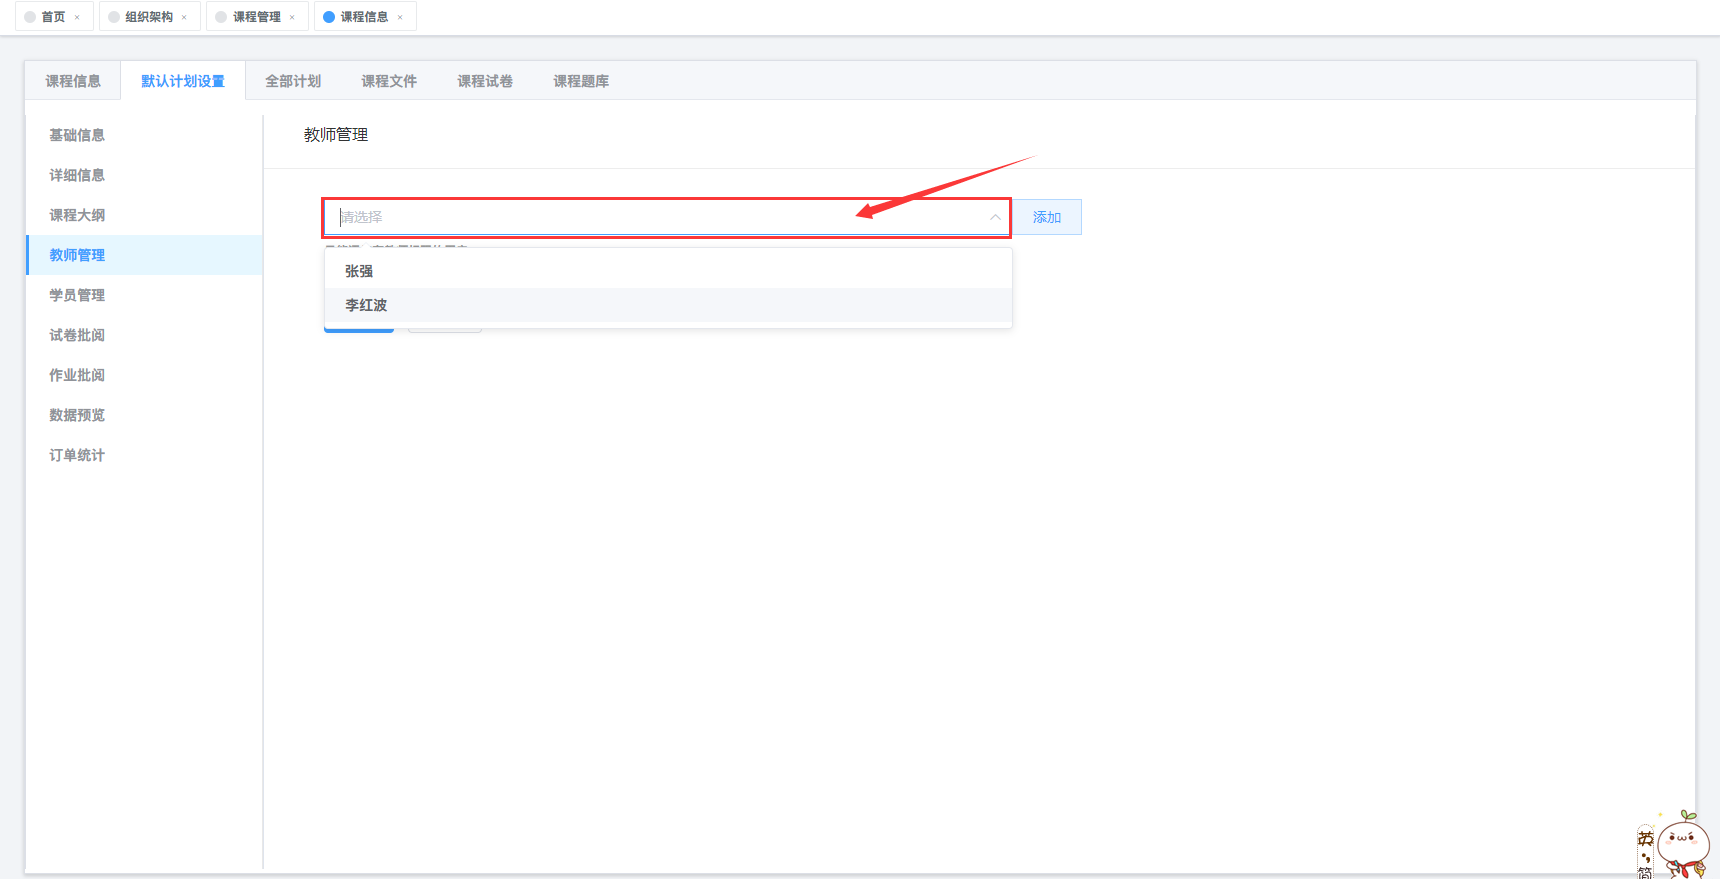 首页 × 组织架构 × 课程管理 × 课程信息 ×
课程信息 默认计划设置 全部计划 课程文件 课程试卷 课程题库
基础信息
详细信息
课程大纲
教师管理
学员管理
试卷批阅
作业批阅
数据预览
订单统计
教师管理
请选择 添加
张强
李红波
英
简